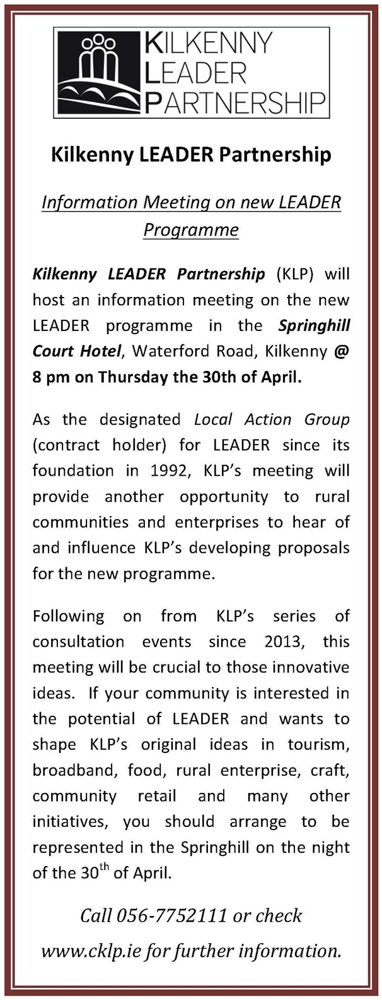 KILKENNY
LEADER
PARTNERSHIP
Kilkenny LEADER Partnership
Information Meeting on new LEADER
Programme
Kilkenny LEADER Partnership (KLP) will
host an information meeting on the new
LEADER programme in the Springhill
Court Hotel, Waterford Road, Kilkenny @
8 pm on Thursday the 30th of April.
As the designated Local Action Group
(contract holder) for LEADER since its
foundation in 1992, KLP’s meeting will
provide another opportunity to rural
communities and enterprises to hear of
and influence KLP’s developing proposals
for the new programme.
Following on from KLP’s series of
consultation events since 2013, this
meeting will be crucial to those innovative
ideas.  If your community is interested in
the potential of LEADER and wants to
shape KLP’s original ideas in tourism,
broadband, food, rural enterprise, craft,
community retail and many other
initiatives, you should arrange to be
represented in the Springhill on the night
of the 30th of April.
Call 056-7752111 or check
www.cklp.ie for further information.